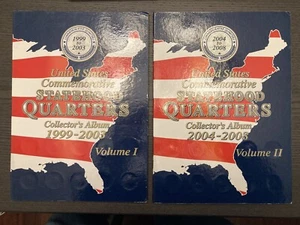 1999
to
2003
United States
Commemorative
STATEHOOD
QUARTERS
Collector's Album
1999-2003
Volume I
2004
to
2008
United States
Commemorative
STATEHOOD
QUARTERS
Collector's Album
2004-2008
Volume II